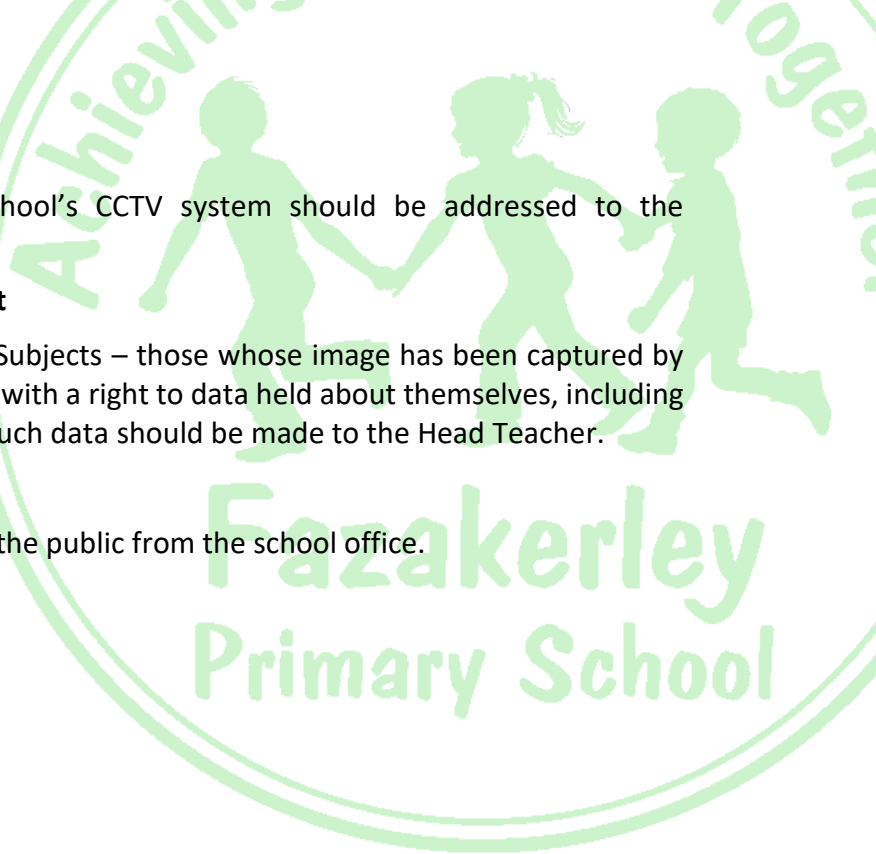 Achieving
Together
hool's CCTV system should be addressed to the
t
Subjects – those whose image has been captured by
with a right to data held about themselves, including
uch data should be made to the Head Teacher.
the public from the school office.
Fazakerley
Primary School